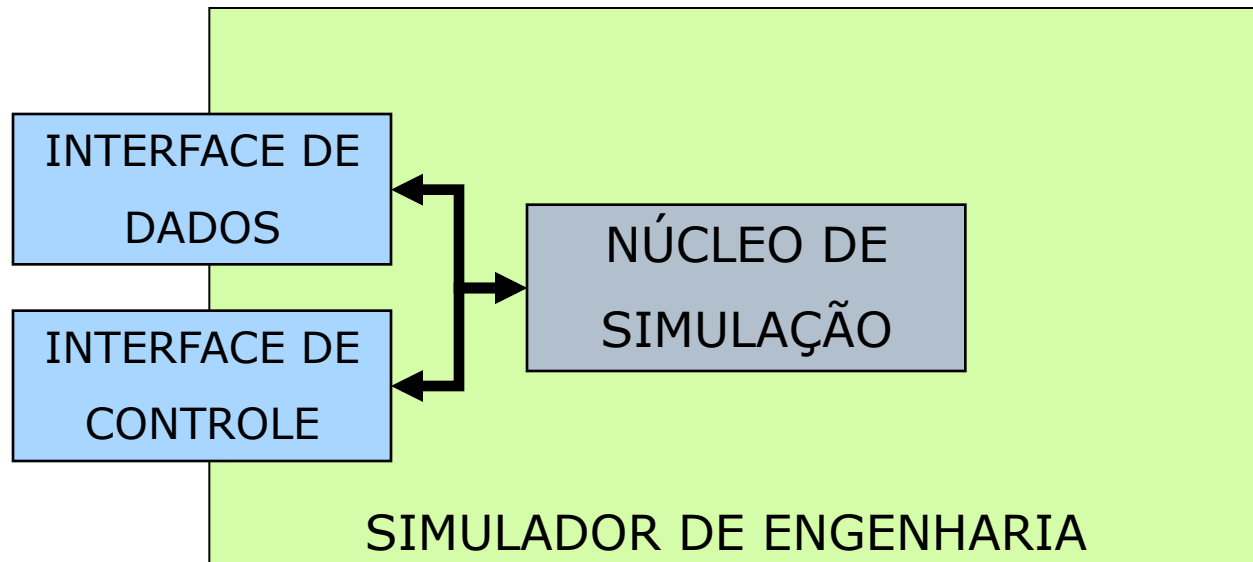 INTERFACE DE
DADOS
NÚCLEO DE
SIMULAÇÃO
INTERFACE DE
CONTROLE
SIMULADOR DE ENGENHARIA